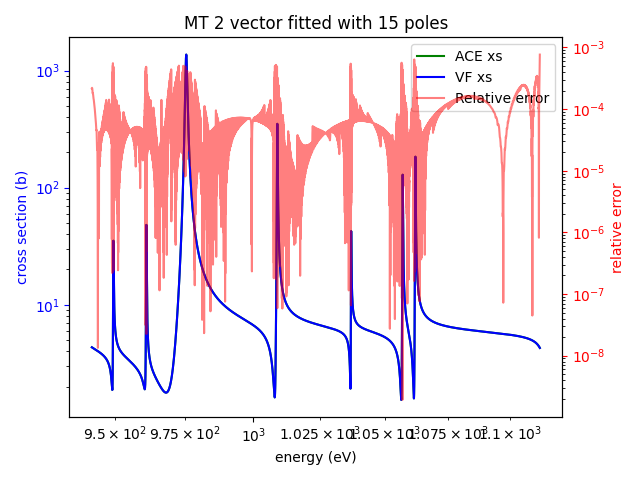 MT 2 vector fitted with 15 poles
ACE xs
VF xs
Relative error
cross section (b)
10³
10²
10¹
relative error
10⁻³
10⁻⁴
10⁻⁵
10⁻⁶
10⁻⁷
10⁻⁸
9.5 × 10² 9.75 × 10² 10³ 1.025 × 10³ 1.05 × 10³ 1.075 × 10³ 1.1 × 10³
energy (eV)